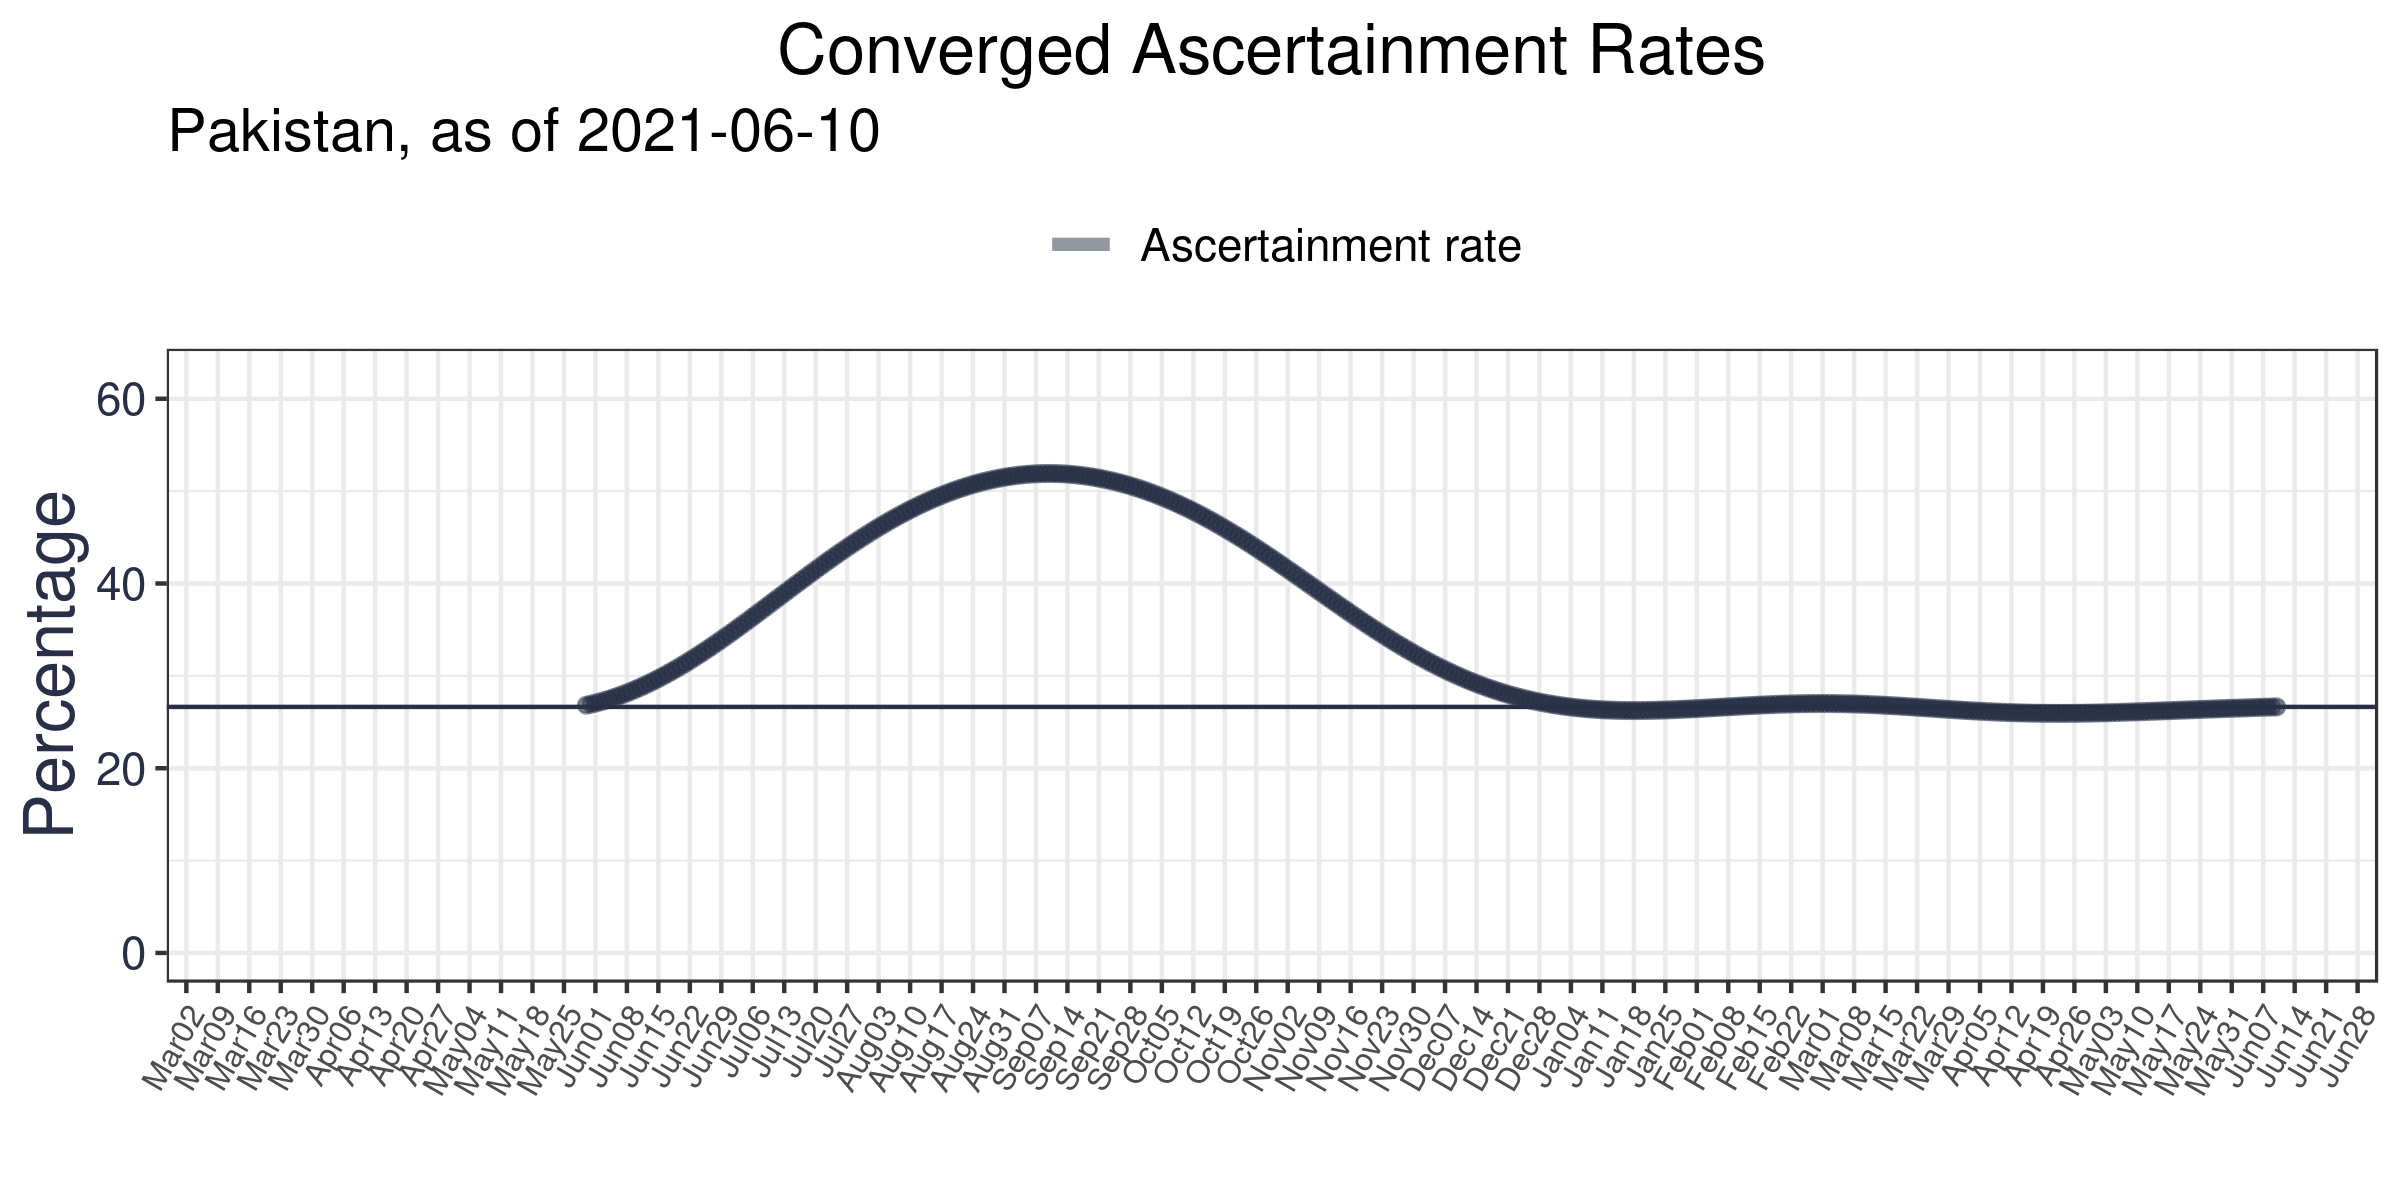 Converged Ascertainment Rates
Pakistan, as of 2021-06-10
Ascertainment rate
Percentage
60
40
20
0
Mar02 Mar09 Mar16 Mar23 Mar30 Apr06 Apr13 Apr20 Apr27 May04 May11 May18 May25 Jun01 Jun08 Jun15 Jun22 Jun29 Jul06 Jul13 Jul20 Jul27 Aug03 Aug10 Aug17 Aug24 Aug31 Sep07 Sep14 Sep21 Sep28 Oct05 Oct12 Oct19 Oct26 Nov02 Nov09 Nov16 Nov23 Nov30 Dec07 Dec14 Dec21 Dec28 Jan04 Jan11 Jan18 Jan25 Feb01 Feb08 Feb15 Feb22 Mar01 Mar08 Mar15 Mar22 Mar29 Apr05 Apr12 Apr19 Apr26 May03 May10 May17 May24 May31 Jun07 Jun14 Jun21 Jun28